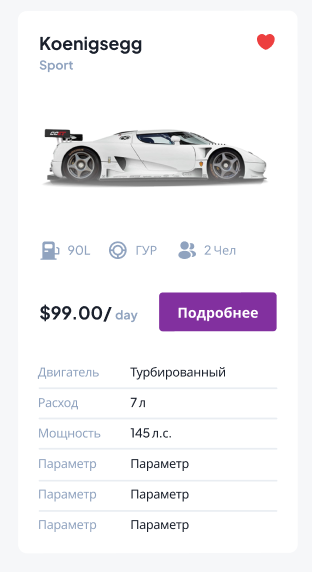 Koenigsegg
Sport
90L ГУР 2 Чел
$99.00/ day Подробнее
Двигатель Турбированный
Расход 7 л
Мощность 145 л.с.
Параметр Параметр
Параметр Параметр
Параметр Параметр